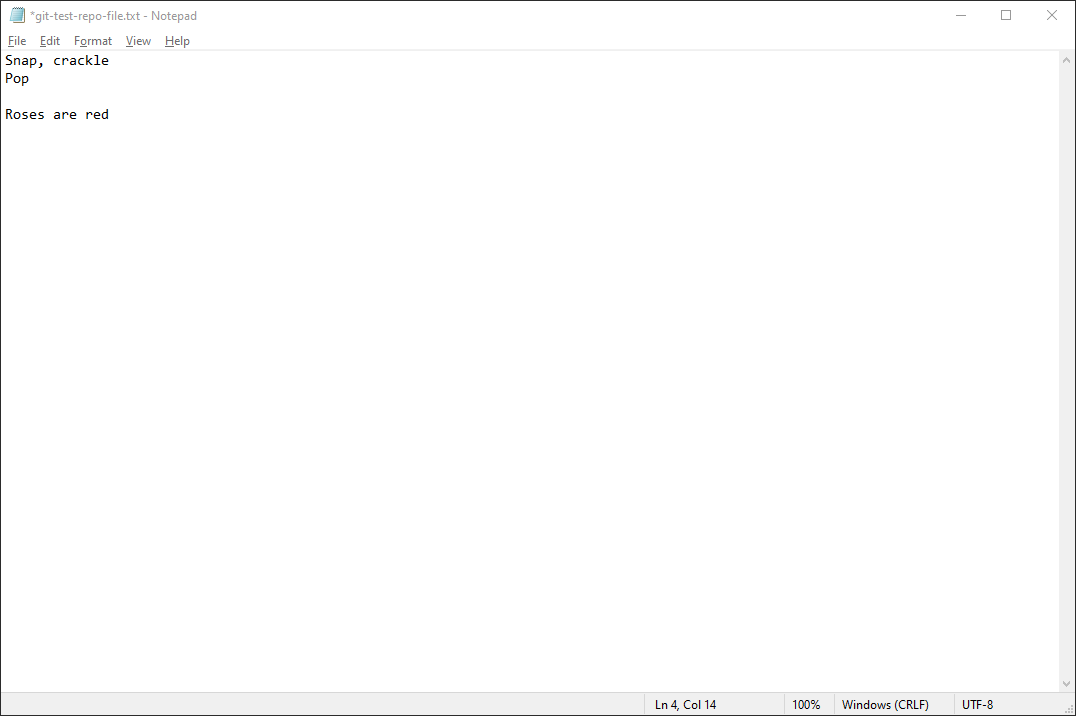 *git-test-repo-file.txt - Notepad
File Edit Format View Help
Snap, crackle
Pop
Roses are red
Ln 4, Col 14 100% Windows (CRLF) UTF-8